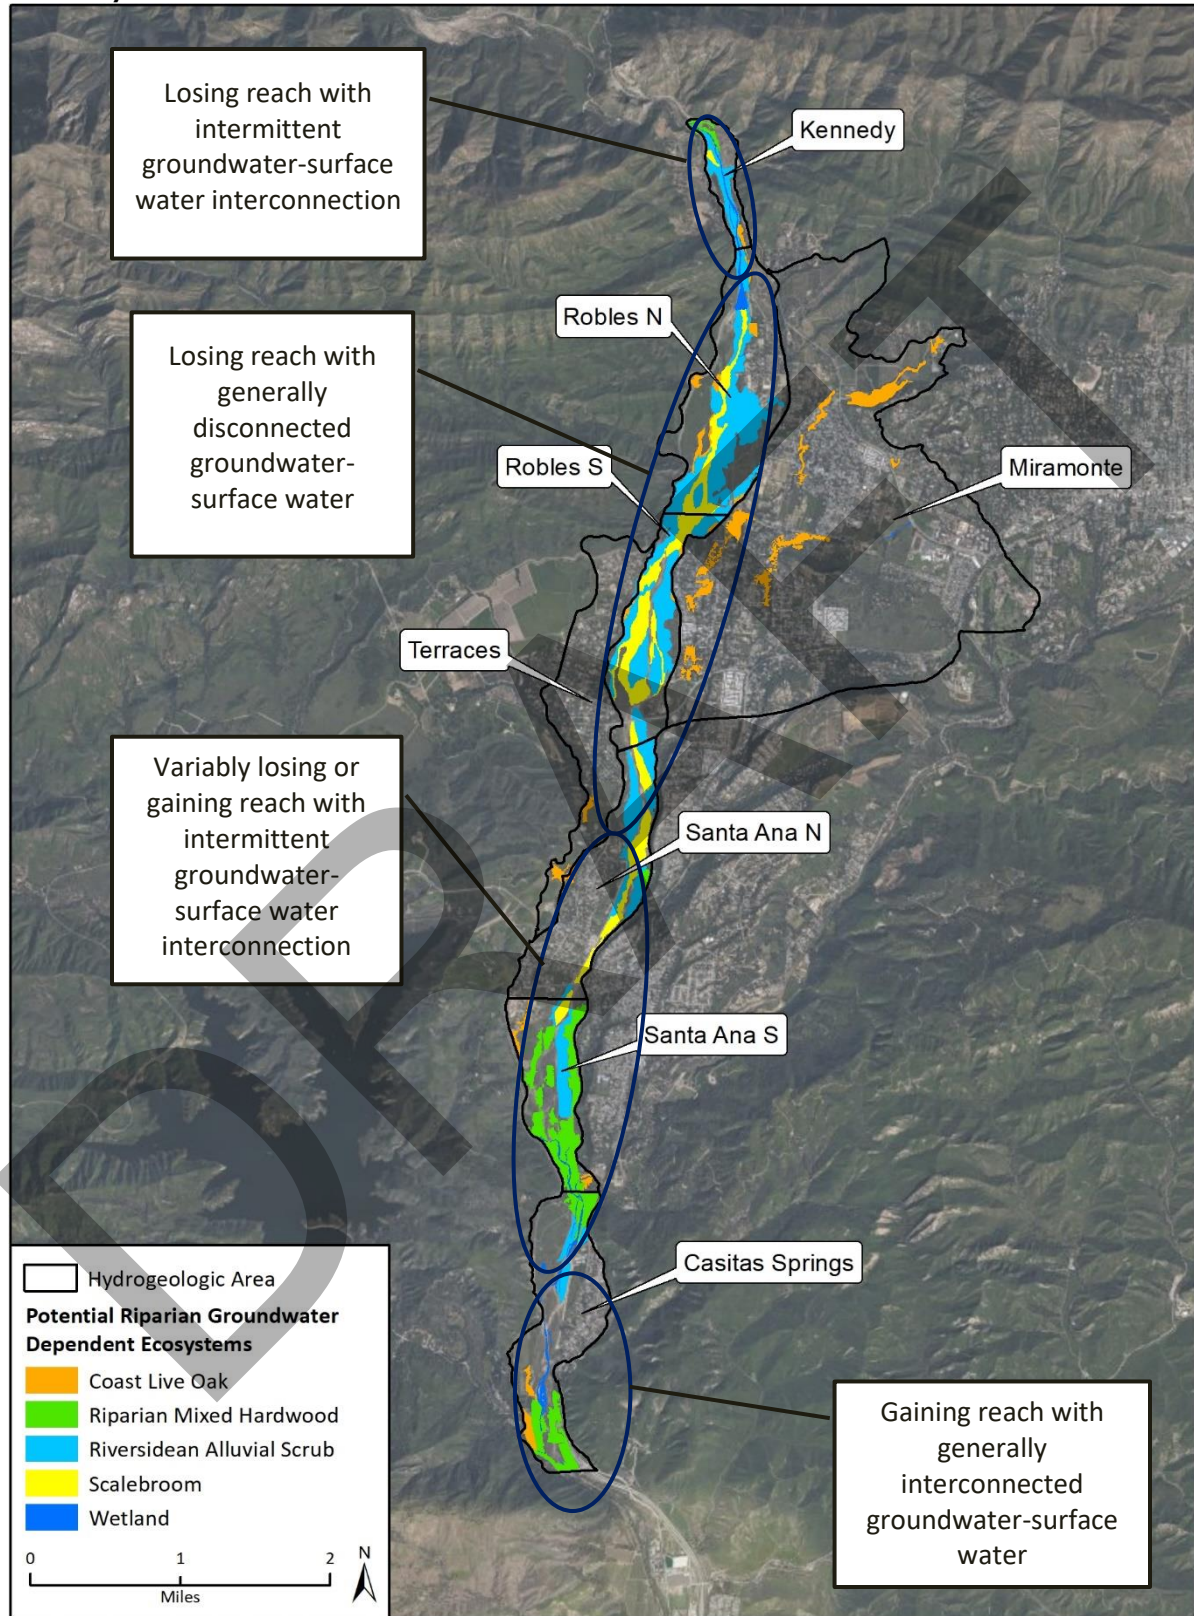 Losing reach with
intermittent
groundwater-surface
water interconnection
Kennedy
Robles N
Losing reach with
generally
disconnected
groundwater-
surface water
Robles S
Miramonte
Terraces
Variably losing or
gaining reach with
intermittent
groundwater-
surface water
interconnection
Santa Ana N
Santa Ana S
Casitas Springs
Gaining reach with
generally
interconnected
groundwater-surface
water
Hydrogeologic Area
Potential Riparian Groundwater
Dependent Ecosystems
Coast Live Oak
Riparian Mixed Hardwood
Riversidean Alluvial Scrub
Scalebroom
Wetland
0 1 2
Miles
N
DRAFT